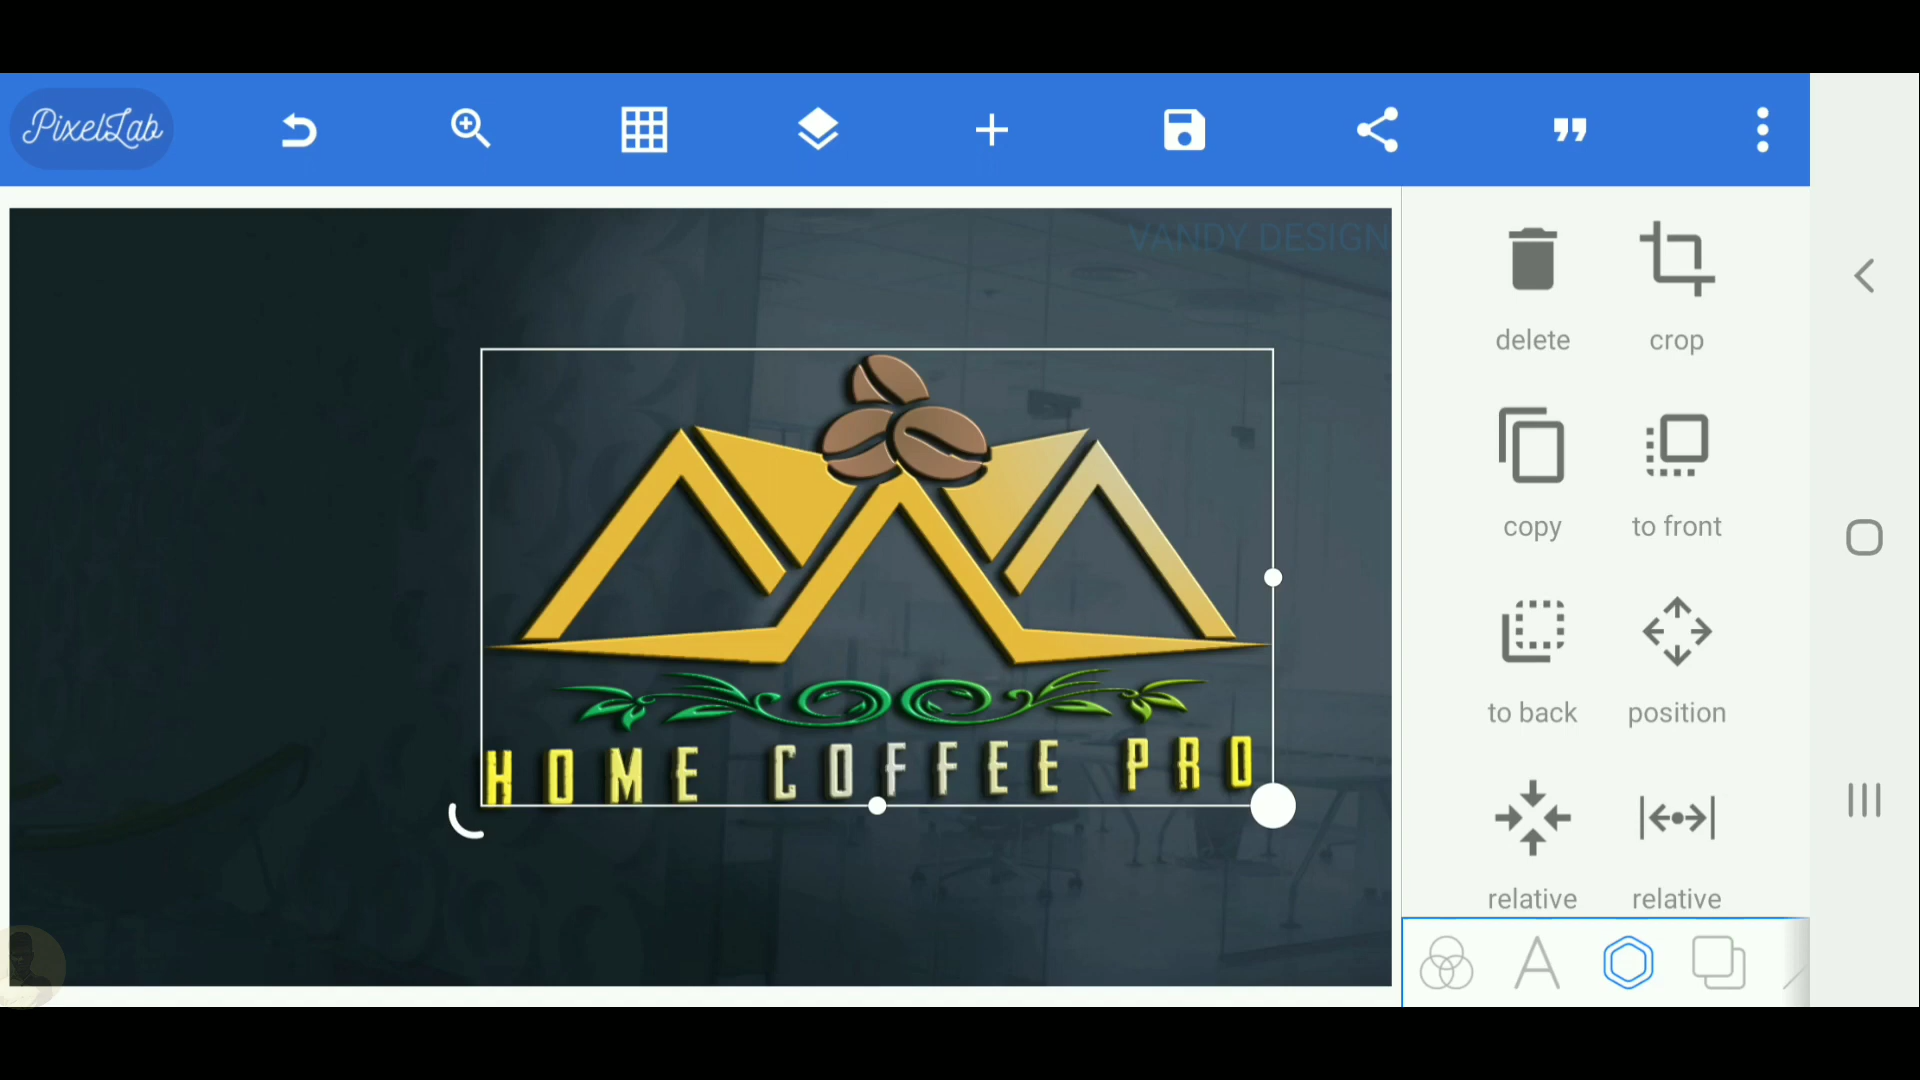 PixelLab
VANDY DESIGN
HOME COFFEE PRO
delete
crop
copy
to front
to back
position
relative
relative